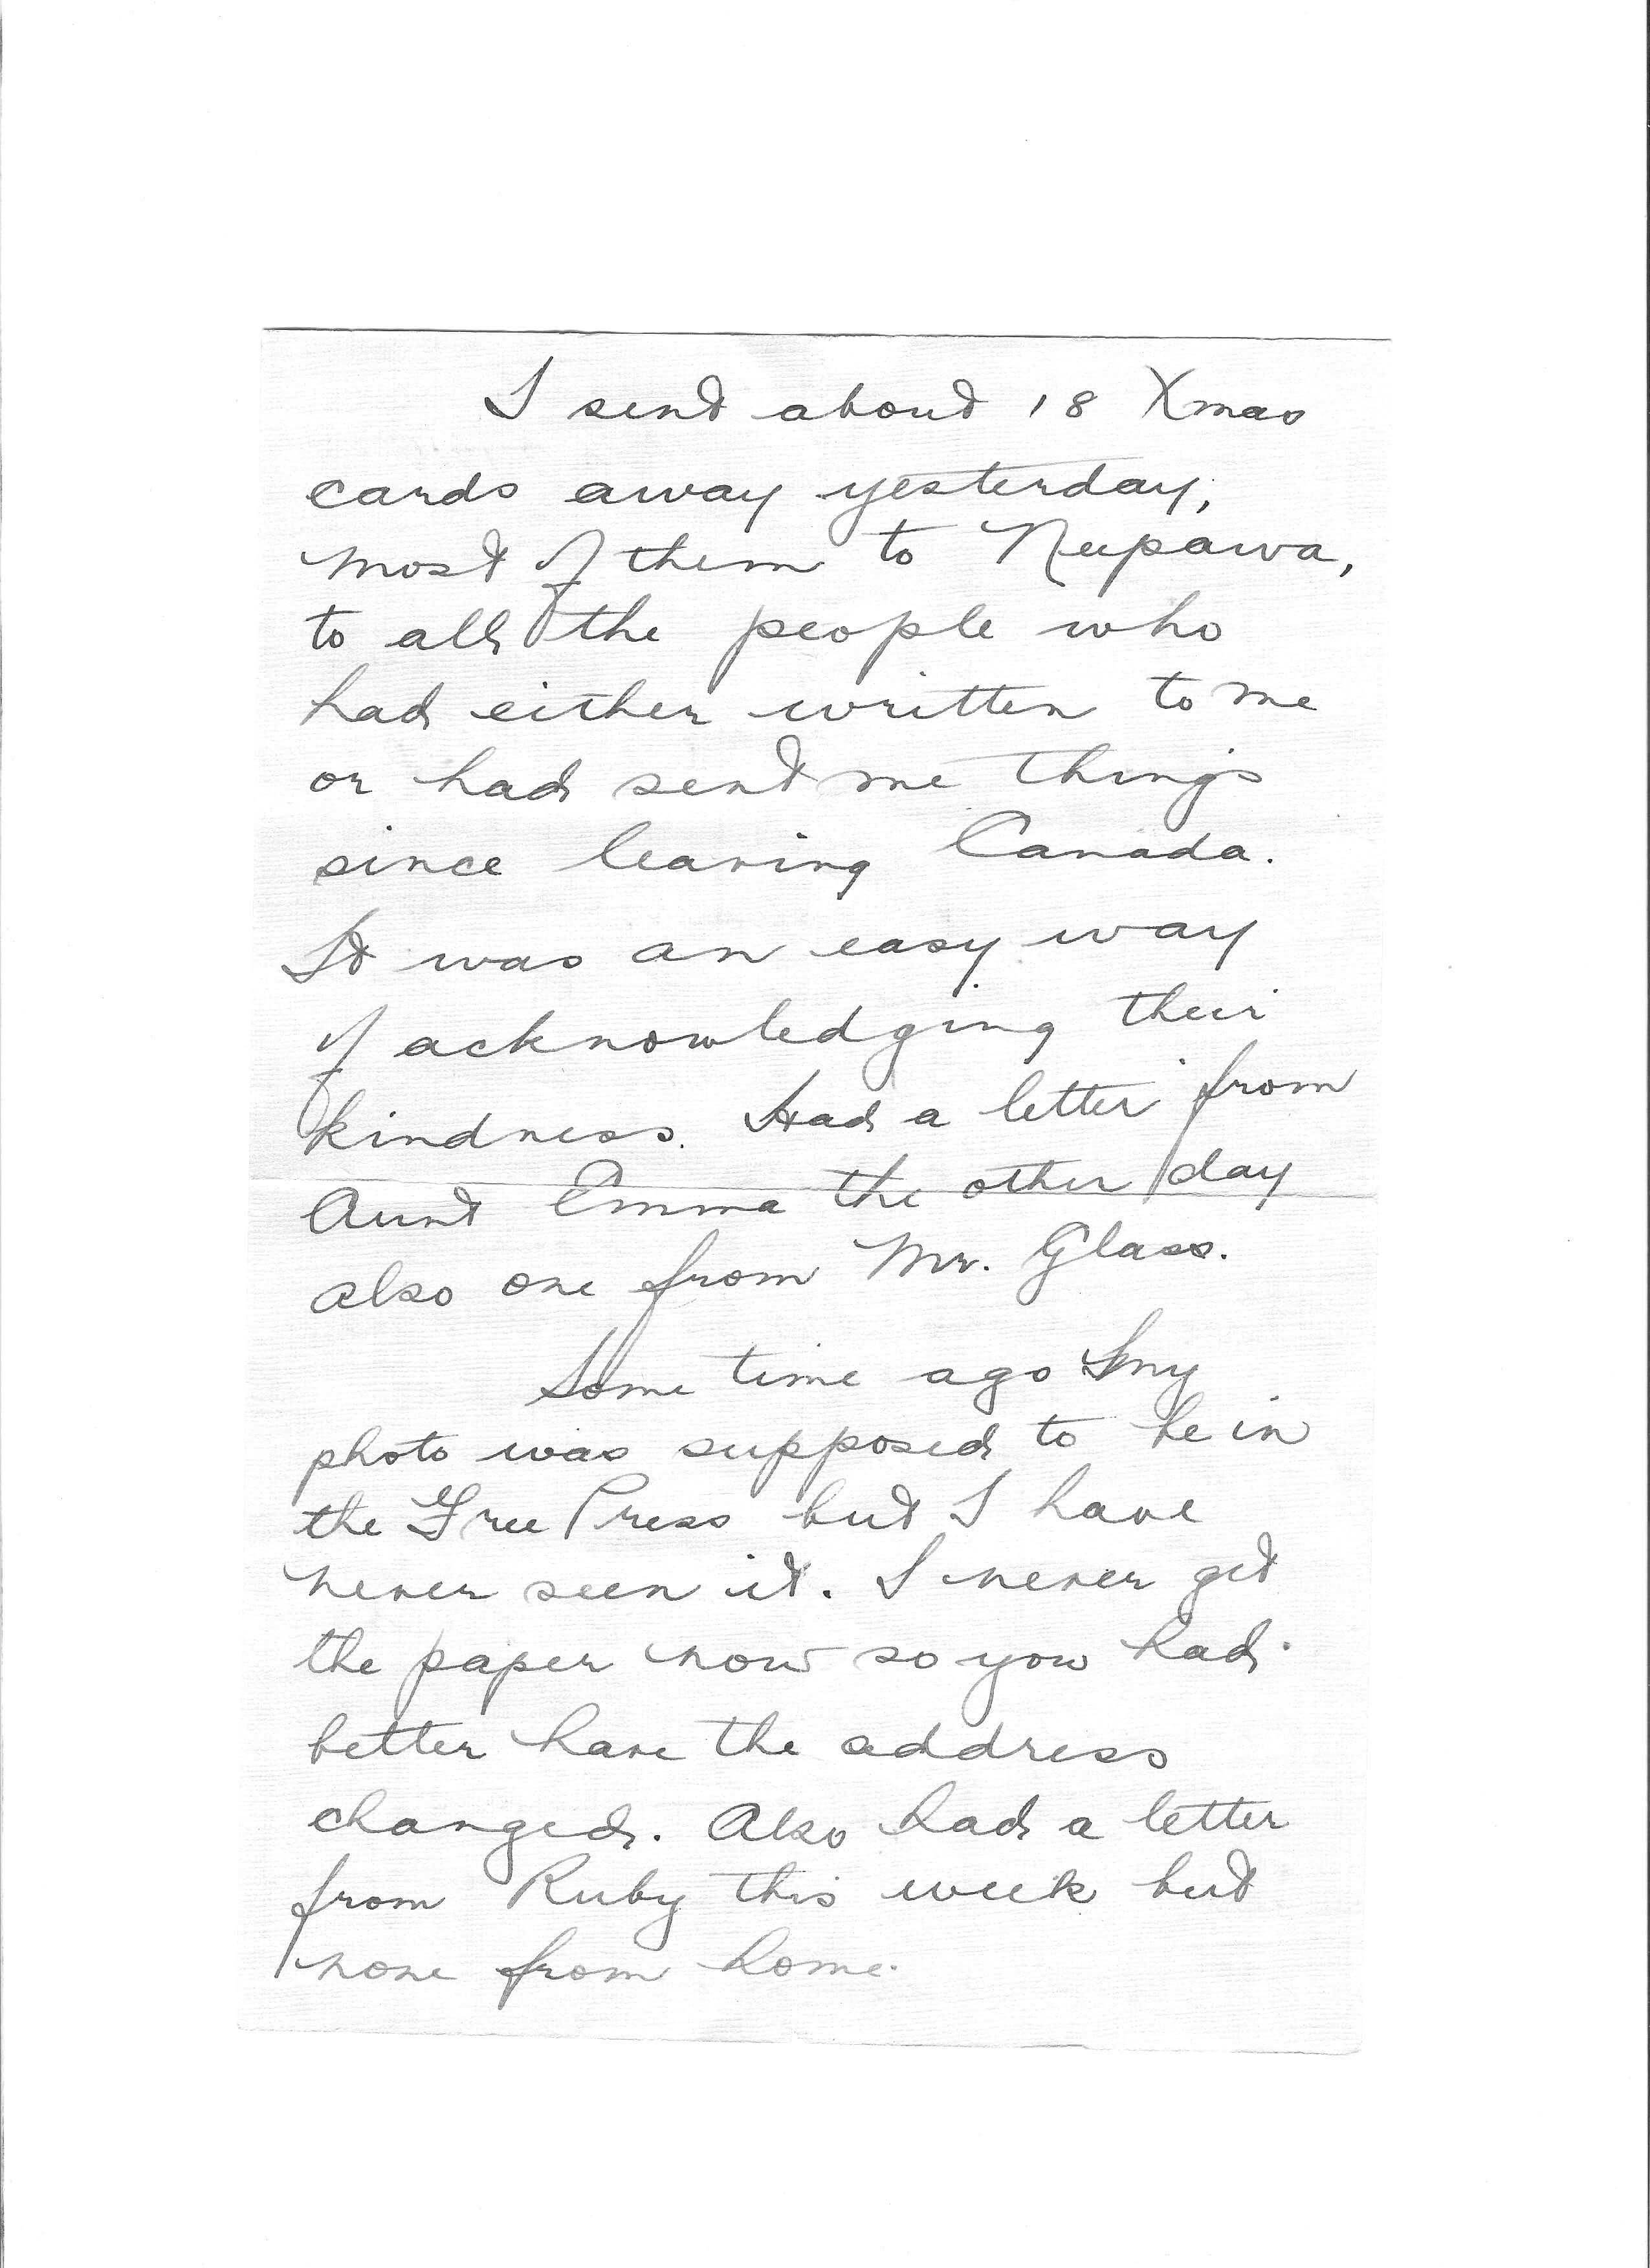 I sent about 18 Xmas
cards away yesterday,
most of them to Neepawa,
to all the people who
had either written to me
or had sent me things
since leaving Canada.
It was an easy way
of acknowledging their
kindness. Had a letter from
Aunt Emma the other day
also one from Mr. Glass.
Some time ago my
photo was supposed to be in
the Free Press but I have
never seen it. I never get
the paper now so you had
better have the address
changed. Also had a letter
from Ruby this week but
none from home.